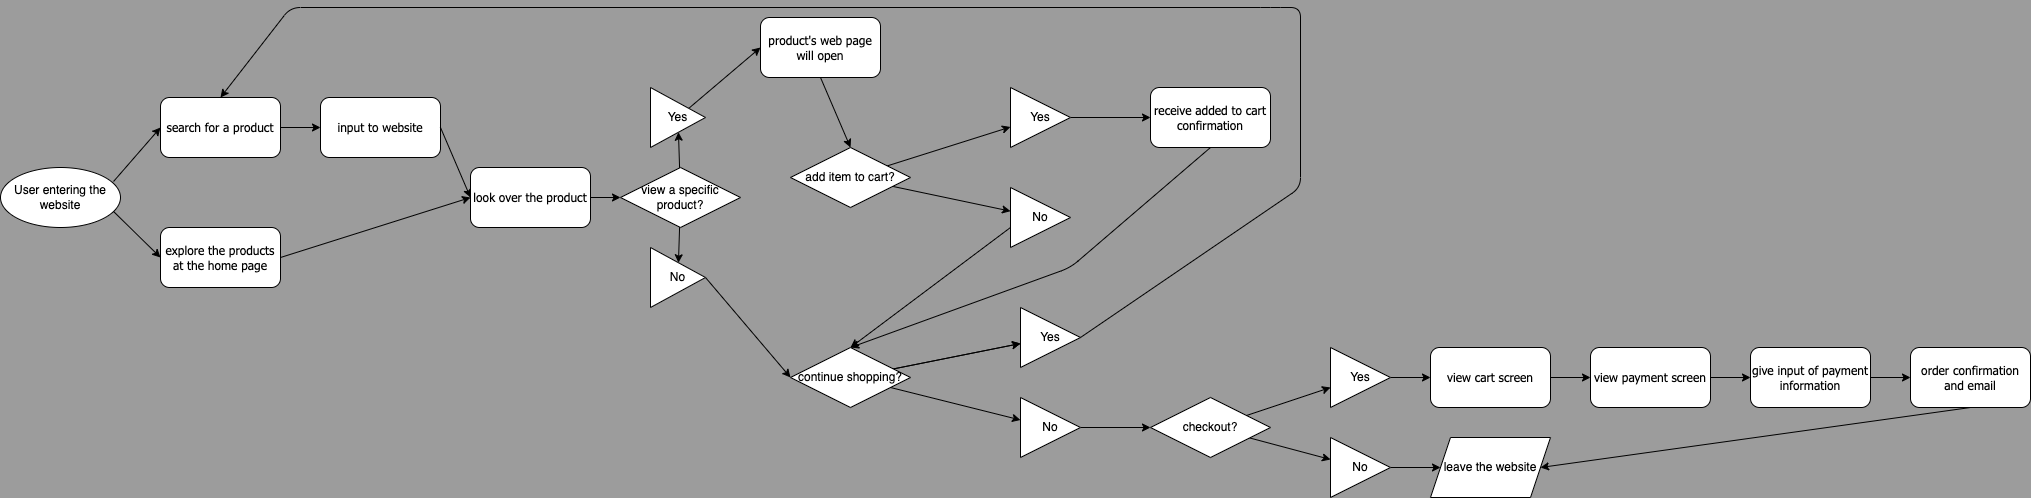 User entering the
website
search for a product
input to website
explore the products
at the home page
look over the product
view a specific
product?
Yes
No
product's web page
will open
add item to cart?
Yes
receive added to cart
confirmation
No
continue shopping?
Yes
No
checkout?
Yes
view cart screen
view payment screen
give input of payment
information
order confirmation
and email
No
leave the website